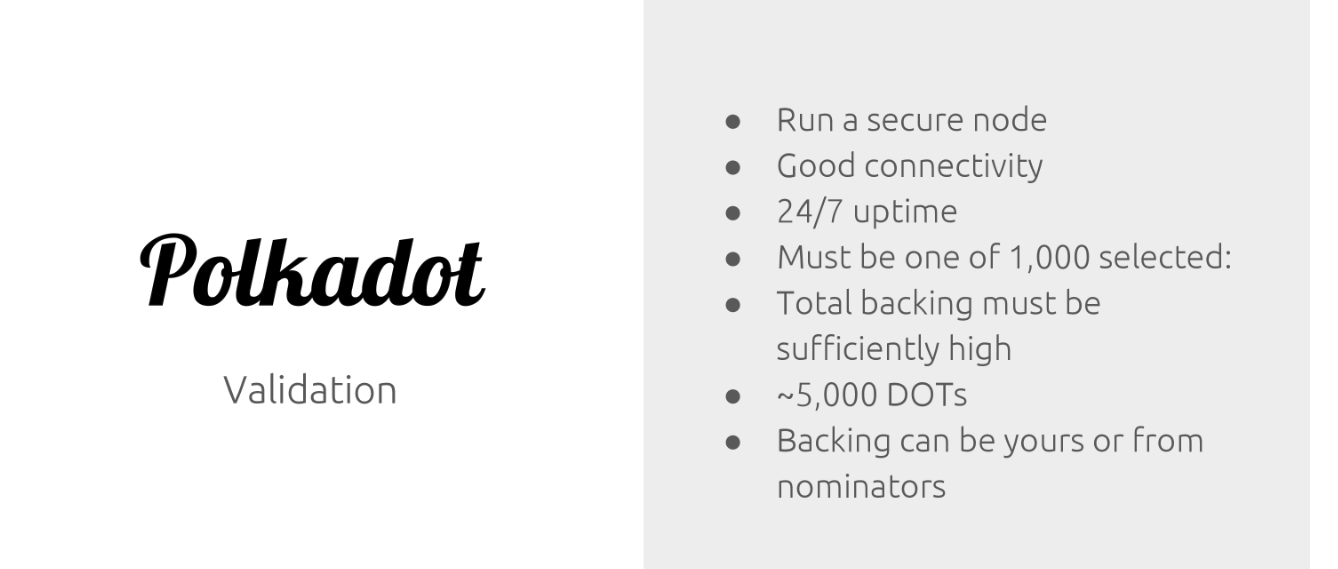 Polkadot
Validation
● Run a secure node
● Good connectivity
● 24/7 uptime
● Must be one of 1,000 selected:
● Total backing must be
sufficiently high
● ~5,000 DOTs
● Backing can be yours or from
nominators